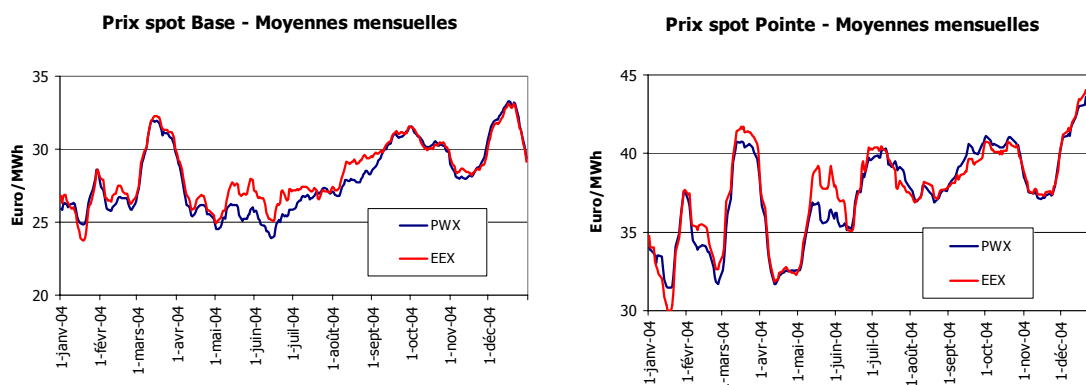 Prix spot Base - Moyennes mensuelles
35
30
25
20
Euro/MWh
PWX
EEX
1-janv-04
1-févr-04
1-mars-04
1-avr-04
1-mai-04
1-juin-04
1-juil-04
1-août-04
1-sept-04
1-oct-04
1-nov-04
1-déc-04
Prix spot Pointe - Moyennes mensuelles
45
40
35
30
Euro/MWh
PWX
EEX
1-janv-04
1-févr-04
1-mars-04
1-avr-04
1-mai-04
1-juin-04
1-juil-04
1-août-04
1-sept-04
1-oct-04
1-nov-04
1-déc-04